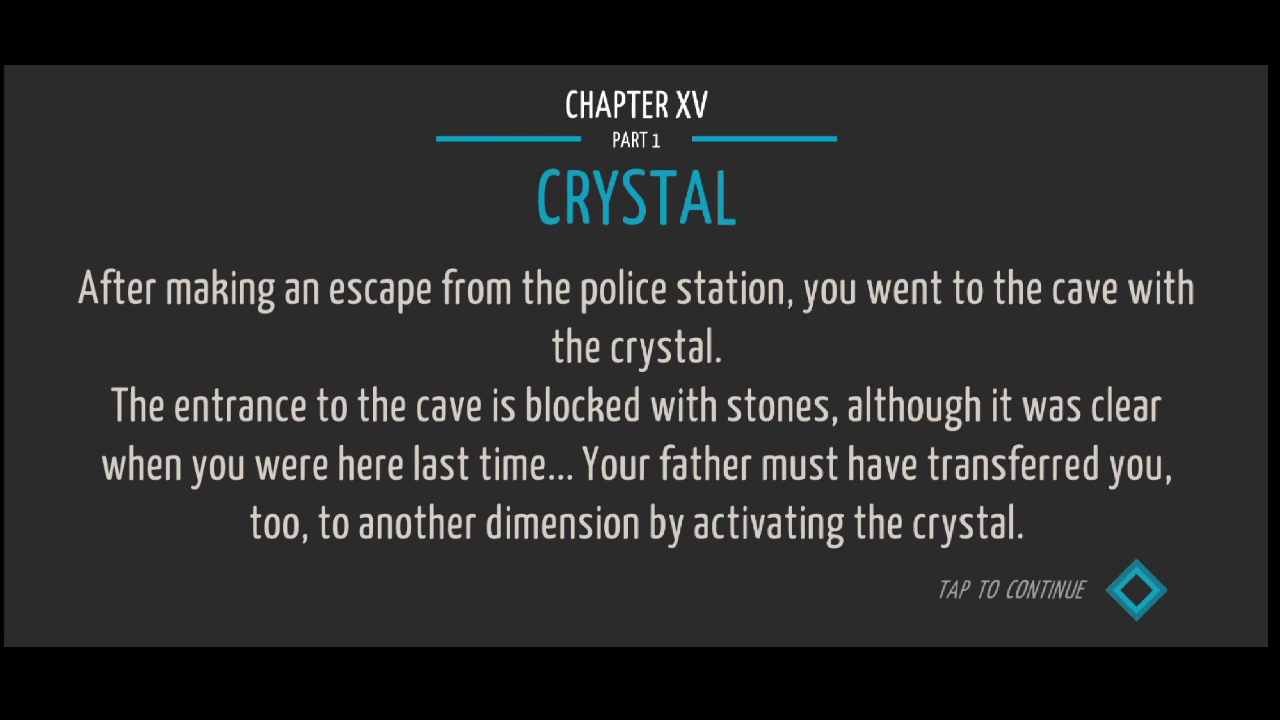 CHAPTER XV
PART 1
CRYSTAL
After making an escape from the police station, you went to the cave with
the crystal.
The entrance to the cave is blocked with stones, although it was clear
when you were here last time... Your father must have transferred you,
too, to another dimension by activating the crystal.
TAP TO CONTINUE